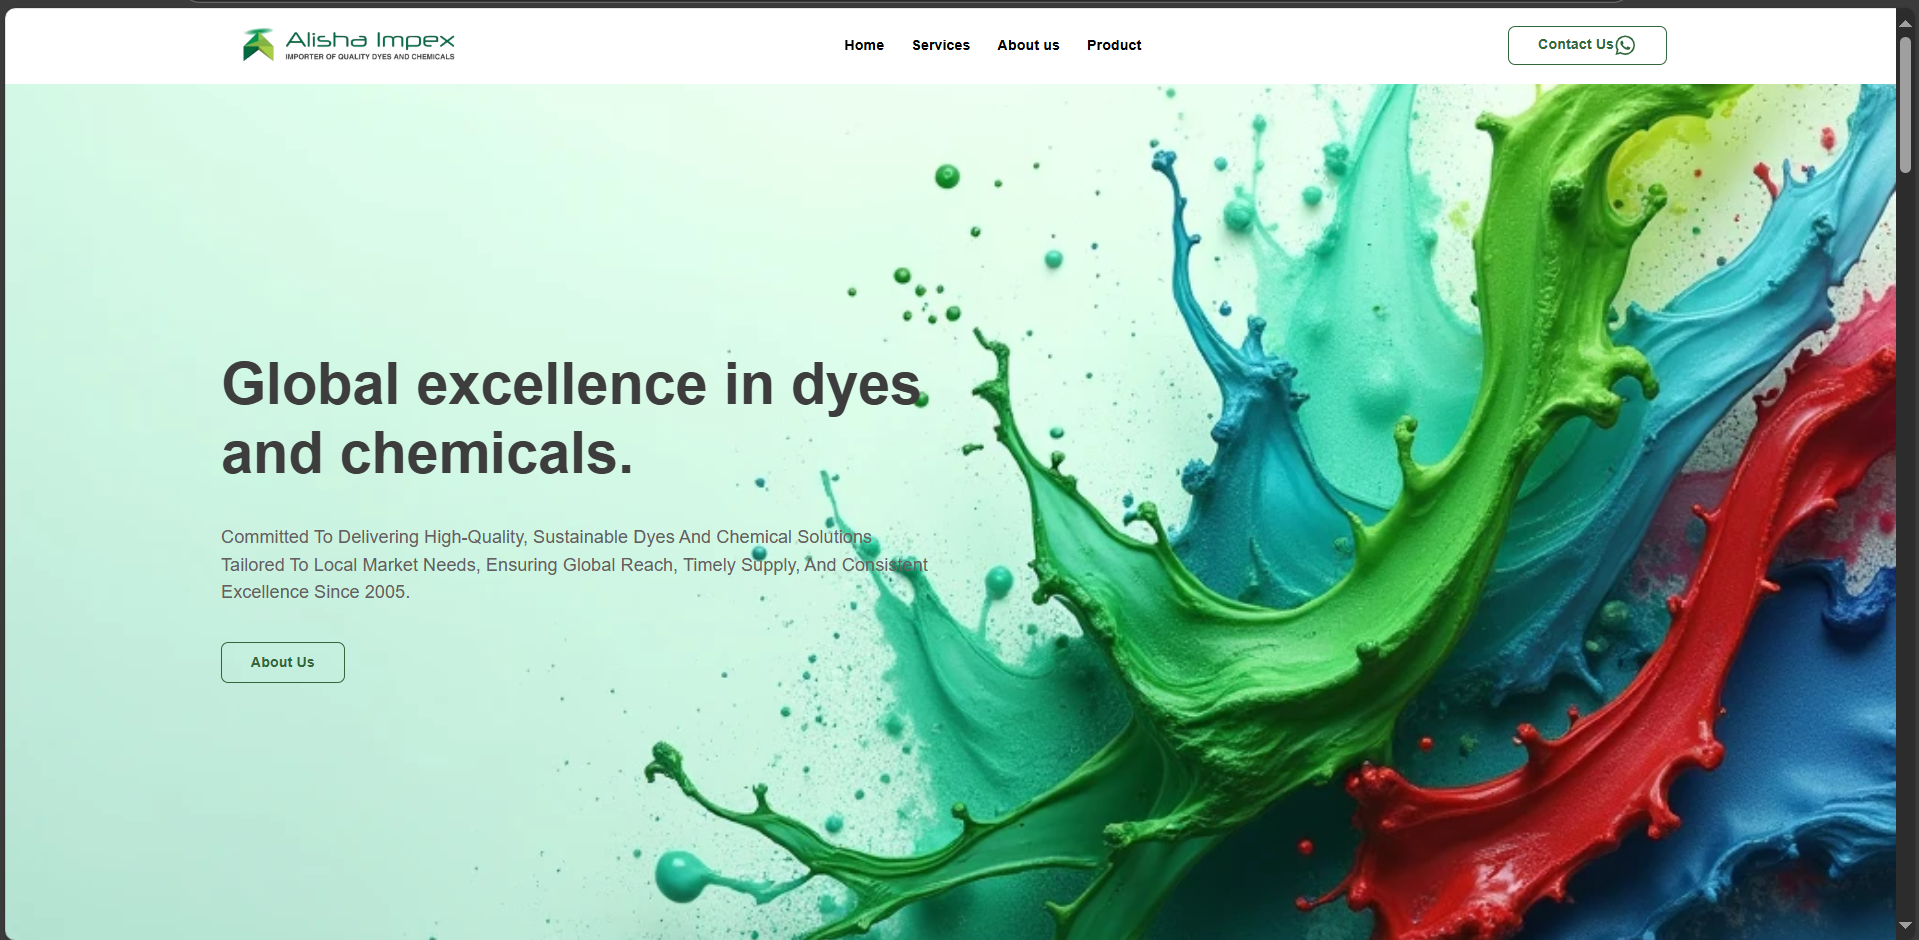 Alisha Impex
IMPORTER OF QUALITY DYES AND CHEMICALS
Home
Services
About us
Product
Contact Us
Global excellence in dyes
and chemicals.
Committed To Delivering High-Quality, Sustainable Dyes And Chemical Solutions
Tailored To Local Market Needs, Ensuring Global Reach, Timely Supply, And Consistent
Excellence Since 2005.
About Us